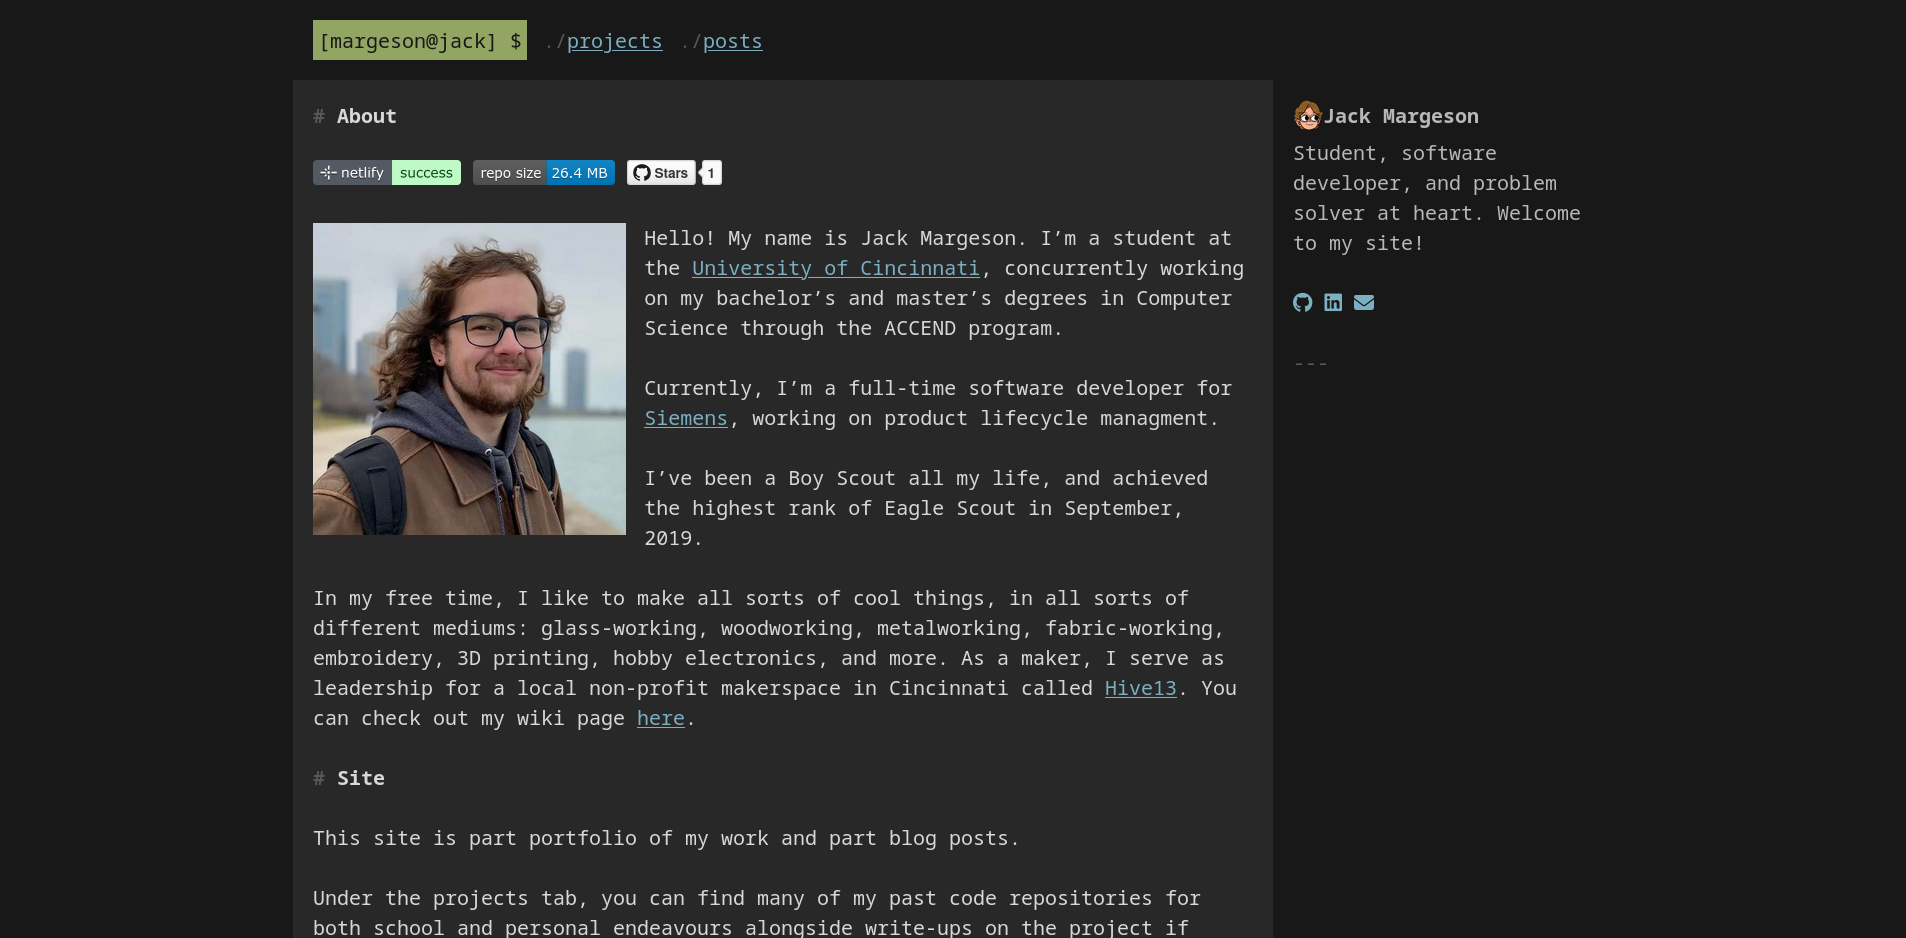 [margeson@jack] $ ./projects ./posts
# About
netlify success repo size 26.4 MB Stars 1
Hello! My name is Jack Margeson. I’m a student at
the University of Cincinnati, concurrently working
on my bachelor’s and master’s degrees in Computer
Science through the ACCEND program.
Currently, I’m a full-time software developer for
Siemens, working on product lifecycle managment.
I’ve been a Boy Scout all my life, and achieved
the highest rank of Eagle Scout in September,
2019.
In my free time, I like to make all sorts of cool things, in all sorts of
different mediums: glass-working, woodworking, metalworking, fabric-working,
embroidery, 3D printing, hobby electronics, and more. As a maker, I serve as
leadership for a local non-profit makerspace in Cincinnati called Hive13. You
can check out my wiki page here.
# Site
This site is part portfolio of my work and part blog posts.
Under the projects tab, you can find many of my past code repositories for
both school and personal endeavours alongside write-ups on the project if
Jack Margeson
Student, software
developer, and problem
solver at heart. Welcome
to my site!
---